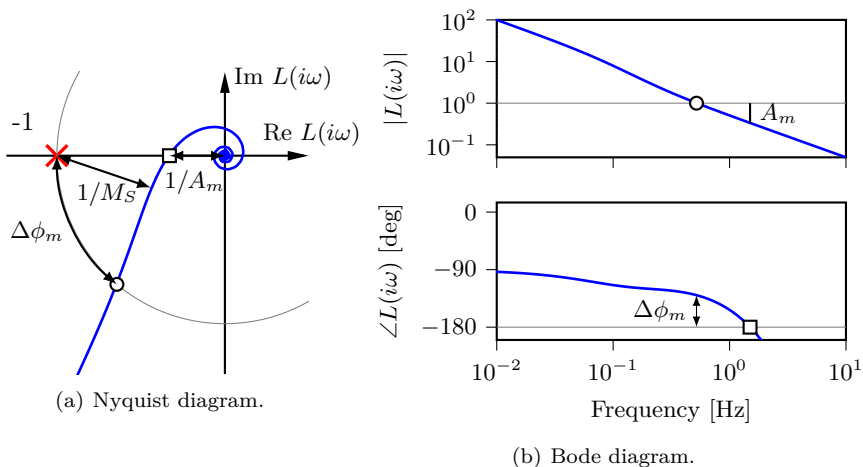 Im L(iω)
-1
Re L(iω)
1/M_S
1/A_m
Δϕ_m
(a) Nyquist diagram.
10^2
10^1
10^0
10^−1
|L(iω)|
A_m
0
−90
−180
∠L(iω) [deg]
Δϕ_m
10^−2
10^−1
10^0
10^1
Frequency [Hz]
(b) Bode diagram.